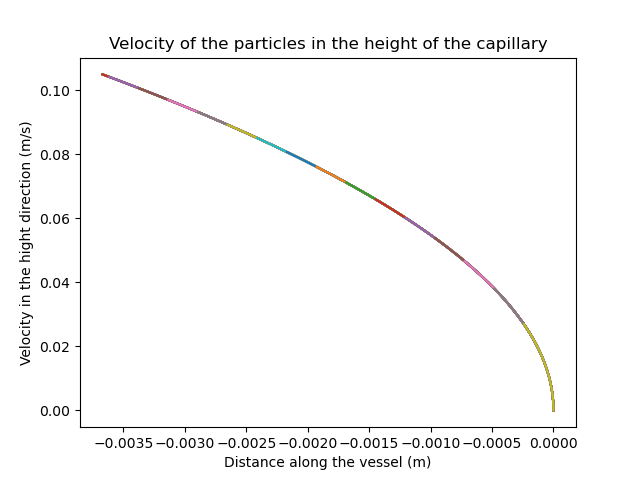 Velocity of the particles in the height of the capillary
Velocity in the hight direction (m/s)
0.10
0.08
0.06
0.04
0.02
0.00
−0.0035 −0.0030 −0.0025 −0.0020 −0.0015 −0.0010 −0.0005 0.0000
Distance along the vessel (m)